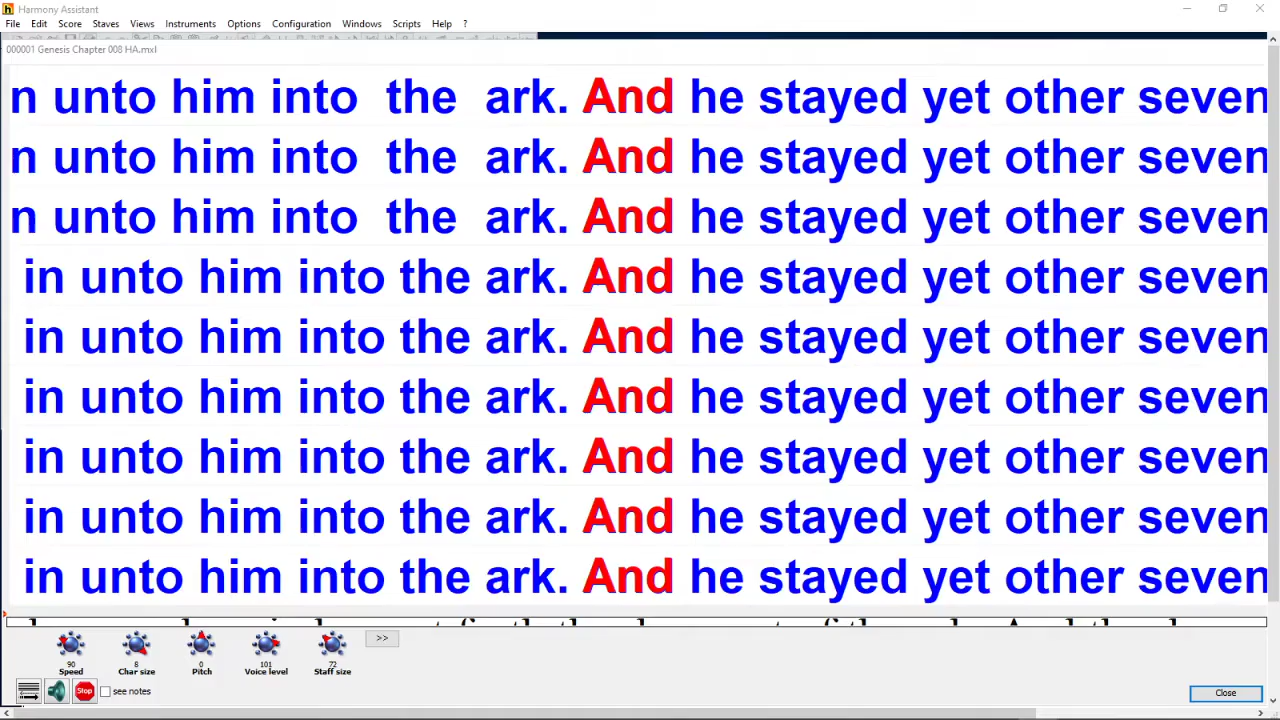 Harmony Assistant
File Edit Score Staves Views Instruments Options Configuration Windows Scripts Help ?
000001 Genesis Chapter 008 HA.mxl
n unto him into the ark. And he stayed yet other seven
n unto him into the ark. And he stayed yet other seven
n unto him into the ark. And he stayed yet other seven
in unto him into the ark. And he stayed yet other seven
in unto him into the ark. And he stayed yet other seven
in unto him into the ark. And he stayed yet other seven
in unto him into the ark. And he stayed yet other seven
in unto him into the ark. And he stayed yet other seven
in unto him into the ark. And he stayed yet other seven
>>
90 8 0 101 72
Speed Char size Pitch Voice level Staff size
Stop see notes Close